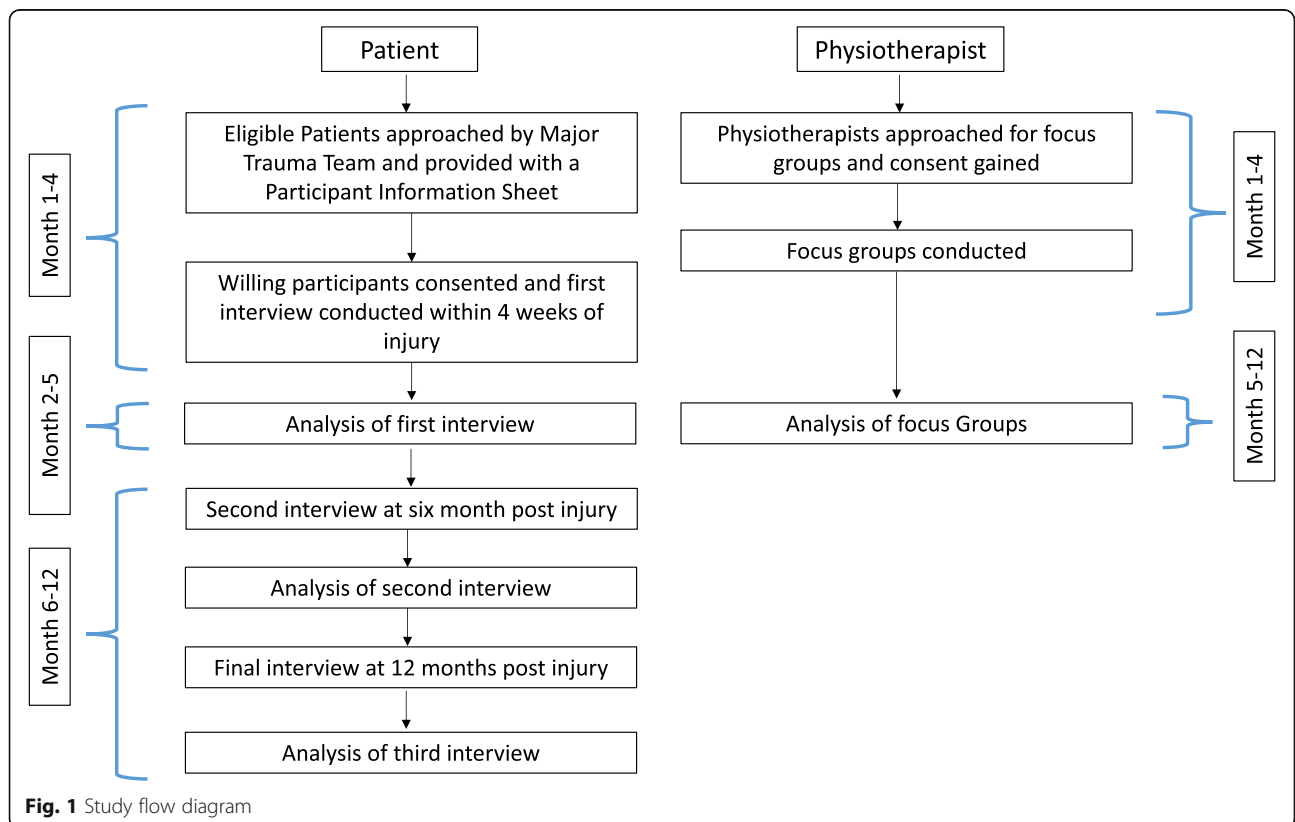 Patient
Eligible Patients approached by Major
Trauma Team and provided with a
Participant Information Sheet
Willing participants consented and first
interview conducted within 4 weeks of
injury
Analysis of first interview
Second interview at six month post injury
Analysis of second interview
Final interview at 12 months post injury
Analysis of third interview
Month 1-4
Month 2-5
Month 6-12
Physiotherapist
Physiotherapists approached for focus
groups and consent gained
Focus groups conducted
Analysis of focus Groups
Month 1-4
Month 5-12
Fig. 1 Study flow diagram